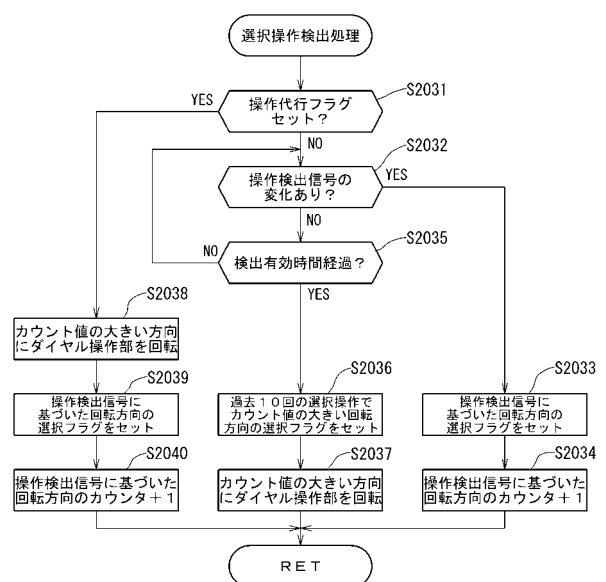 選択操作検出処理
S2031
YES
操作代行フラグ
セット？
NO
S2032
操作検出信号の
変化あり？
YES
NO
S2035
NO
検出有効時間経過？
YES
S2038
カウント値の大きい方向
にダイヤル操作部を回転
S2039
操作検出信号に
基づいた回転方向の
選択フラグをセット
S2040
操作検出信号に基づいた
回転方向のカウンタ＋１
S2036
過去１０回の選択操作で
カウント値の大きい回転
方向の選択フラグをセット
S2037
カウント値の大きい方向
にダイヤル操作部を回転
S2033
操作検出信号に
基づいた回転方向の
選択フラグをセット
S2034
操作検出信号に基づいた
回転方向のカウンタ＋１
ＲＥＴ